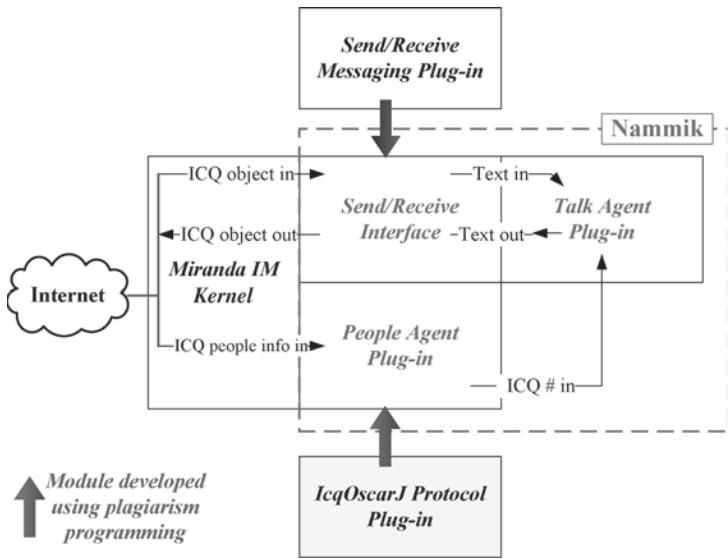 Send/Receive
Messaging Plug-in
Nammik
ICQ object in
Text in
Send/Receive
Interface
Talk Agent
Plug-in
ICQ object out
Text out
Miranda IM
Kernel
Internet
ICQ people info in
People Agent
Plug-in
ICQ # in
Module developed
using plagiarism
programming
IcqOscarJ Protocol
Plug-in